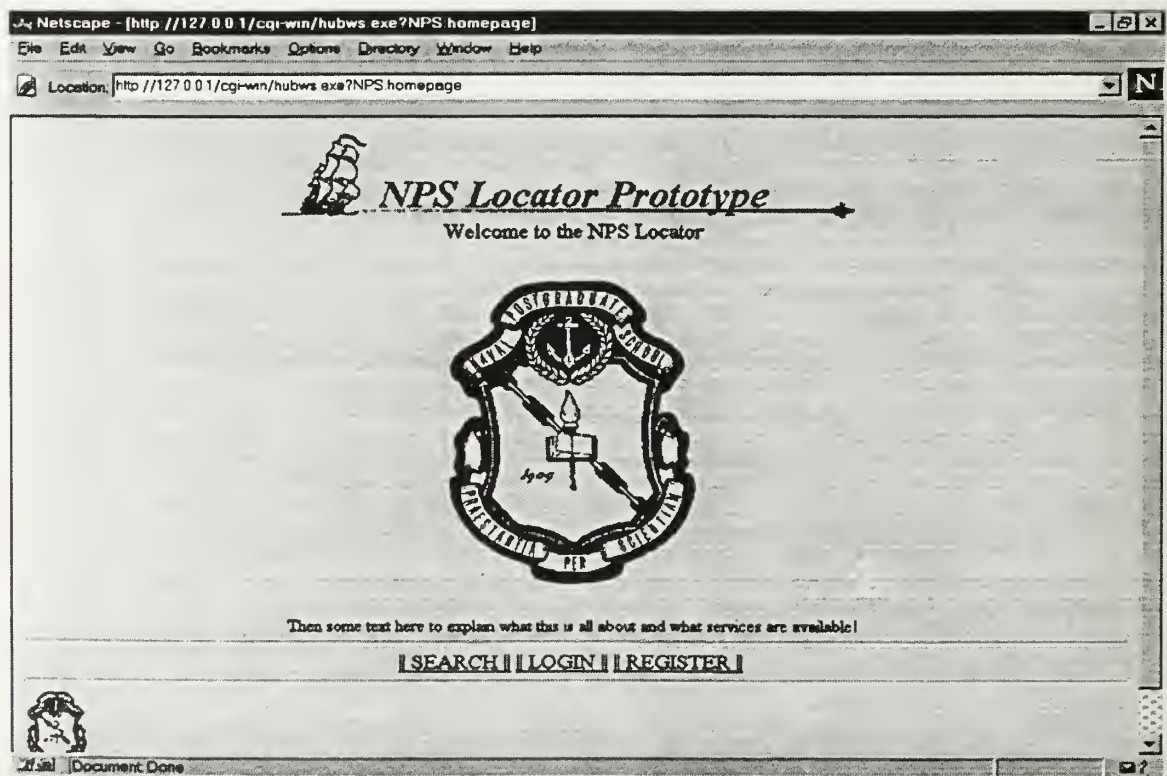 Netscape - [http //127.0.0.1/cgi-win/hubws exe?NPS:homepage]
File Edit View Go Bookmarks Options Directory Window Help
Location: http //127 0 0 1/cgi-win/hubws exe?NPS:homepage
N
NPS Locator Prototype
Welcome to the NPS Locator
NAVAL POSTGRADUATE SCHOOL
1909
PRAESTANTIA PER SCIENTIAM
Then some text here to explain what this is all about and what services are available!
|| SEARCH || || LOGIN || || REGISTER ||
Document Done